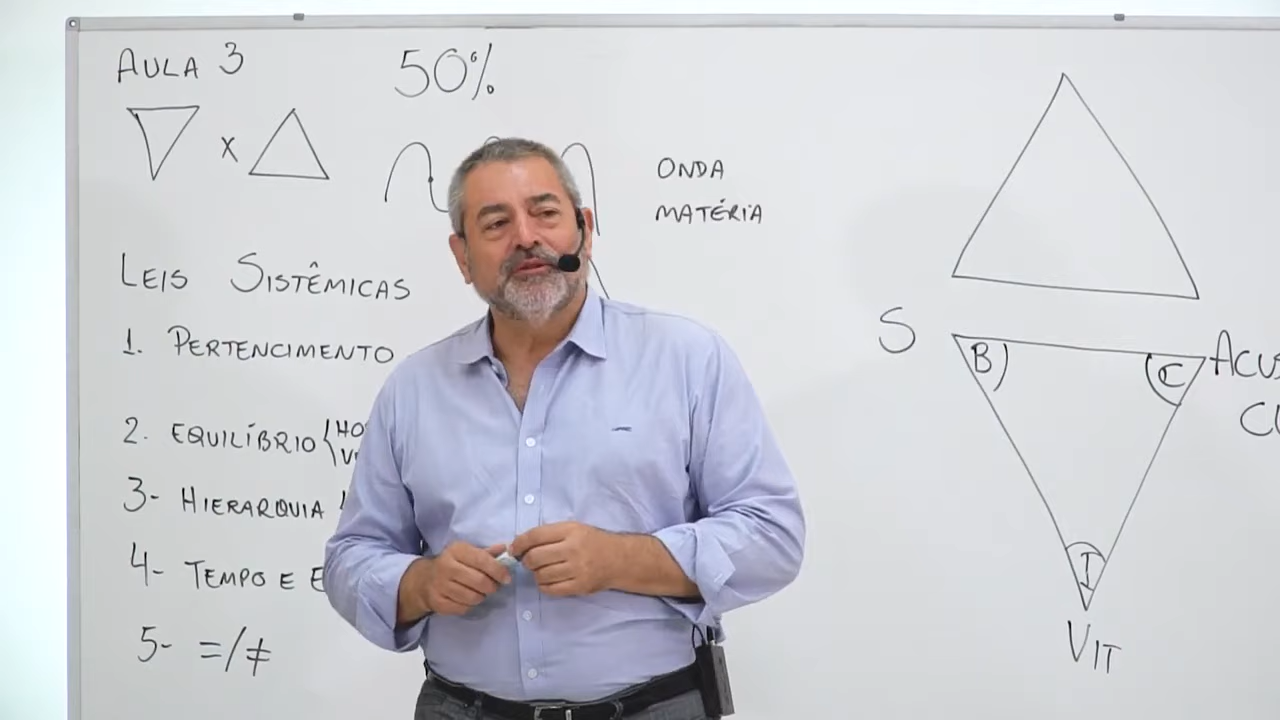 AULA 3
50%
X
ONDA
MATÉRIA
LEIS SISTÊMICAS
1. PERTENCIMENTO
2. EQUILÍBRIO
3- HIERARQUIA
4- TEMPO E
5- =/≠
S
B
C
I
VIT